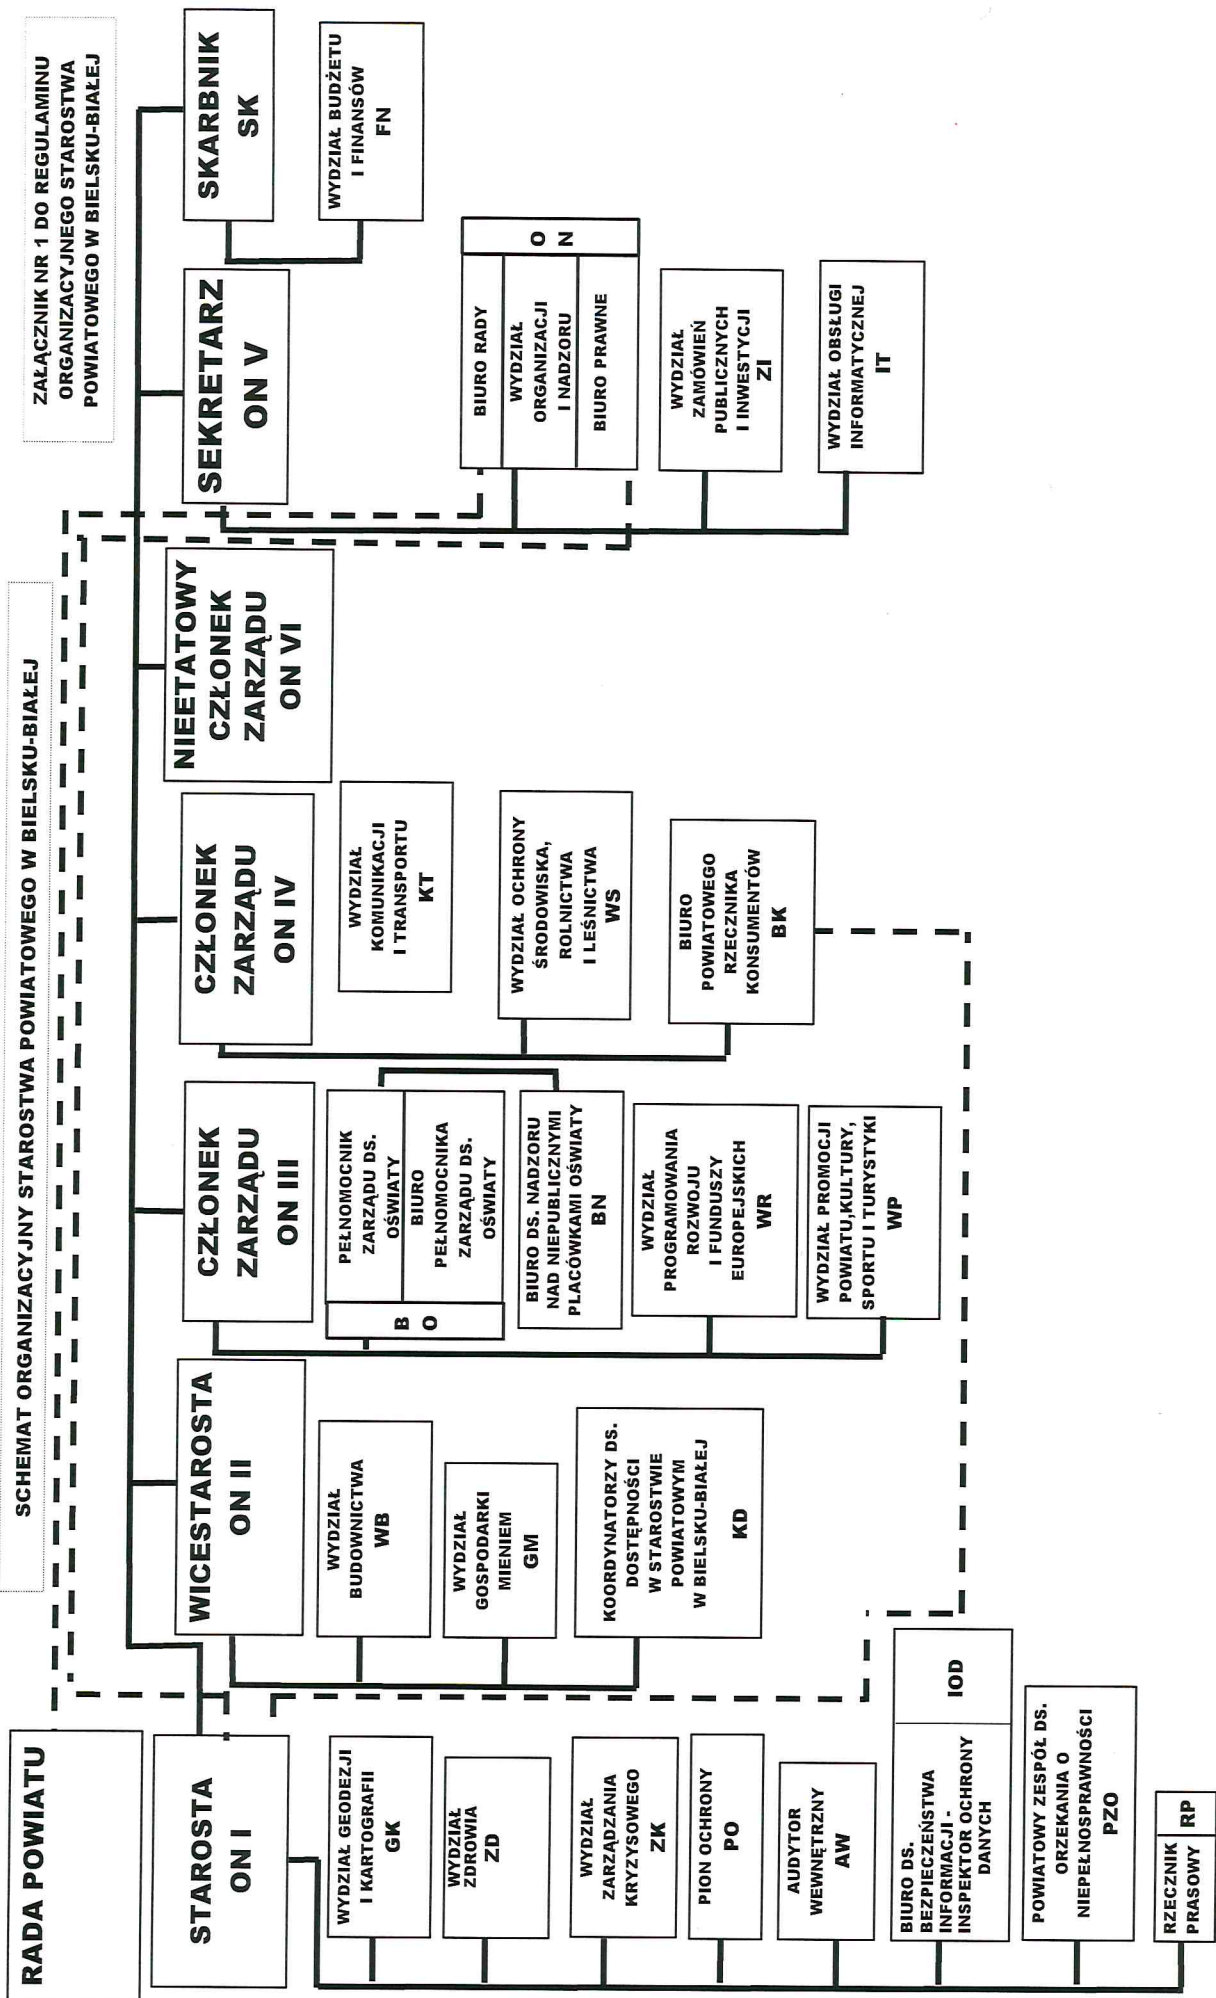 ZAŁĄCZNIK NR 1 DO REGULAMINU
ORGANIZACYJNEGO STAROSTWA
POWIATOWEGO W BIELSKU-BIAŁEJ
SCHEMAT ORGANIZACYJNY STAROSTWA POWIATOWEGO W BIELSKU-BIAŁEJ
RADA POWIATU
STAROSTA
ON I
WYDZIAŁ GEODEZJI
I KARTOGRAFII
GK
WYDZIAŁ
ZDROWIA
ZD
WYDZIAŁ
ZARZĄDZANIA
KRYZYSOWEGO
ZK
PION OCHRONY
PO
AUDYTOR
WEWNĘTRZNY
AW
BIURO DS.
BEZPIECZEŃSTWA
INFORMACJI -
INSPEKTOR OCHRONY
DANYCH
IOD
POWIATOWY ZESPÓŁ DS.
ORZEKANIA O
NIEPEŁNOSPRAWNOŚCI
PZO
RZECZNIK
PRASOWY
RP
WICESTAROSTA
ON II
WYDZIAŁ
BUDOWNICTWA
WB
WYDZIAŁ
GOSPODARKI
MIENIEM
GM
KOORDYNATORZY DS.
DOSTĘPNOŚCI
W STAROSTWIE
POWIATOWYM
W BIELSKU-BIAŁEJ
KD
CZŁONEK
ZARZĄDU
ON III
PEŁNOMOCNIK
ZARZĄDU DS.
OŚWIATY
BIURO
PEŁNOMOCNIKA
ZARZĄDU DS.
OŚWIATY
B
O
BIURO DS. NADZORU
NAD NIEPUBLICZNYMI
PLACÓWKAMI OŚWIATY
BN
WYDZIAŁ
PROGRAMOWANIA
ROZWOJU
I FUNDUSZY
EUROPEJSKICH
WR
WYDZIAŁ PROMOCJI
POWIATU,KULTURY,
SPORTU I TURYSTYKI
WP
CZŁONEK
ZARZĄDU
ON IV
WYDZIAŁ
KOMUNIKACJI
I TRANSPORTU
KT
WYDZIAŁ OCHRONY
ŚRODOWISKA,
ROLNICTWA
I LEŚNICTWA
WS
BIURO
POWIATOWEGO
RZECZNIKA
KONSUMENTÓW
BK
NIEETATOWY
CZŁONEK
ZARZĄDU
ON VI
SEKRETARZ
ON V
BIURO RADY
WYDZIAŁ
ORGANIZACJI
I NADZORU
BIURO PRAWNE
O
N
WYDZIAŁ
ZAMÓWIEŃ
PUBLICZNYCH
I INWESTYCJI
ZI
WYDZIAŁ OBSŁUGI
INFORMATYCZNEJ
IT
SKARBNIK
SK
WYDZIAŁ BUDŻETU
I FINANSÓW
FN